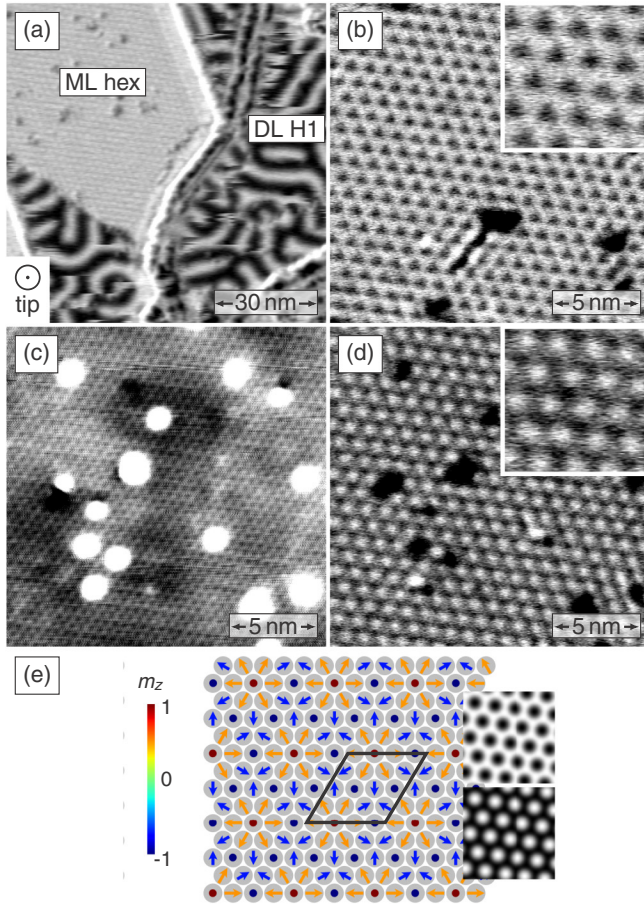 (a)
ML hex
DL H1
tip
30 nm
(b)
5 nm
(c)
5 nm
(d)
5 nm
(e)
m_z
1
0
-1